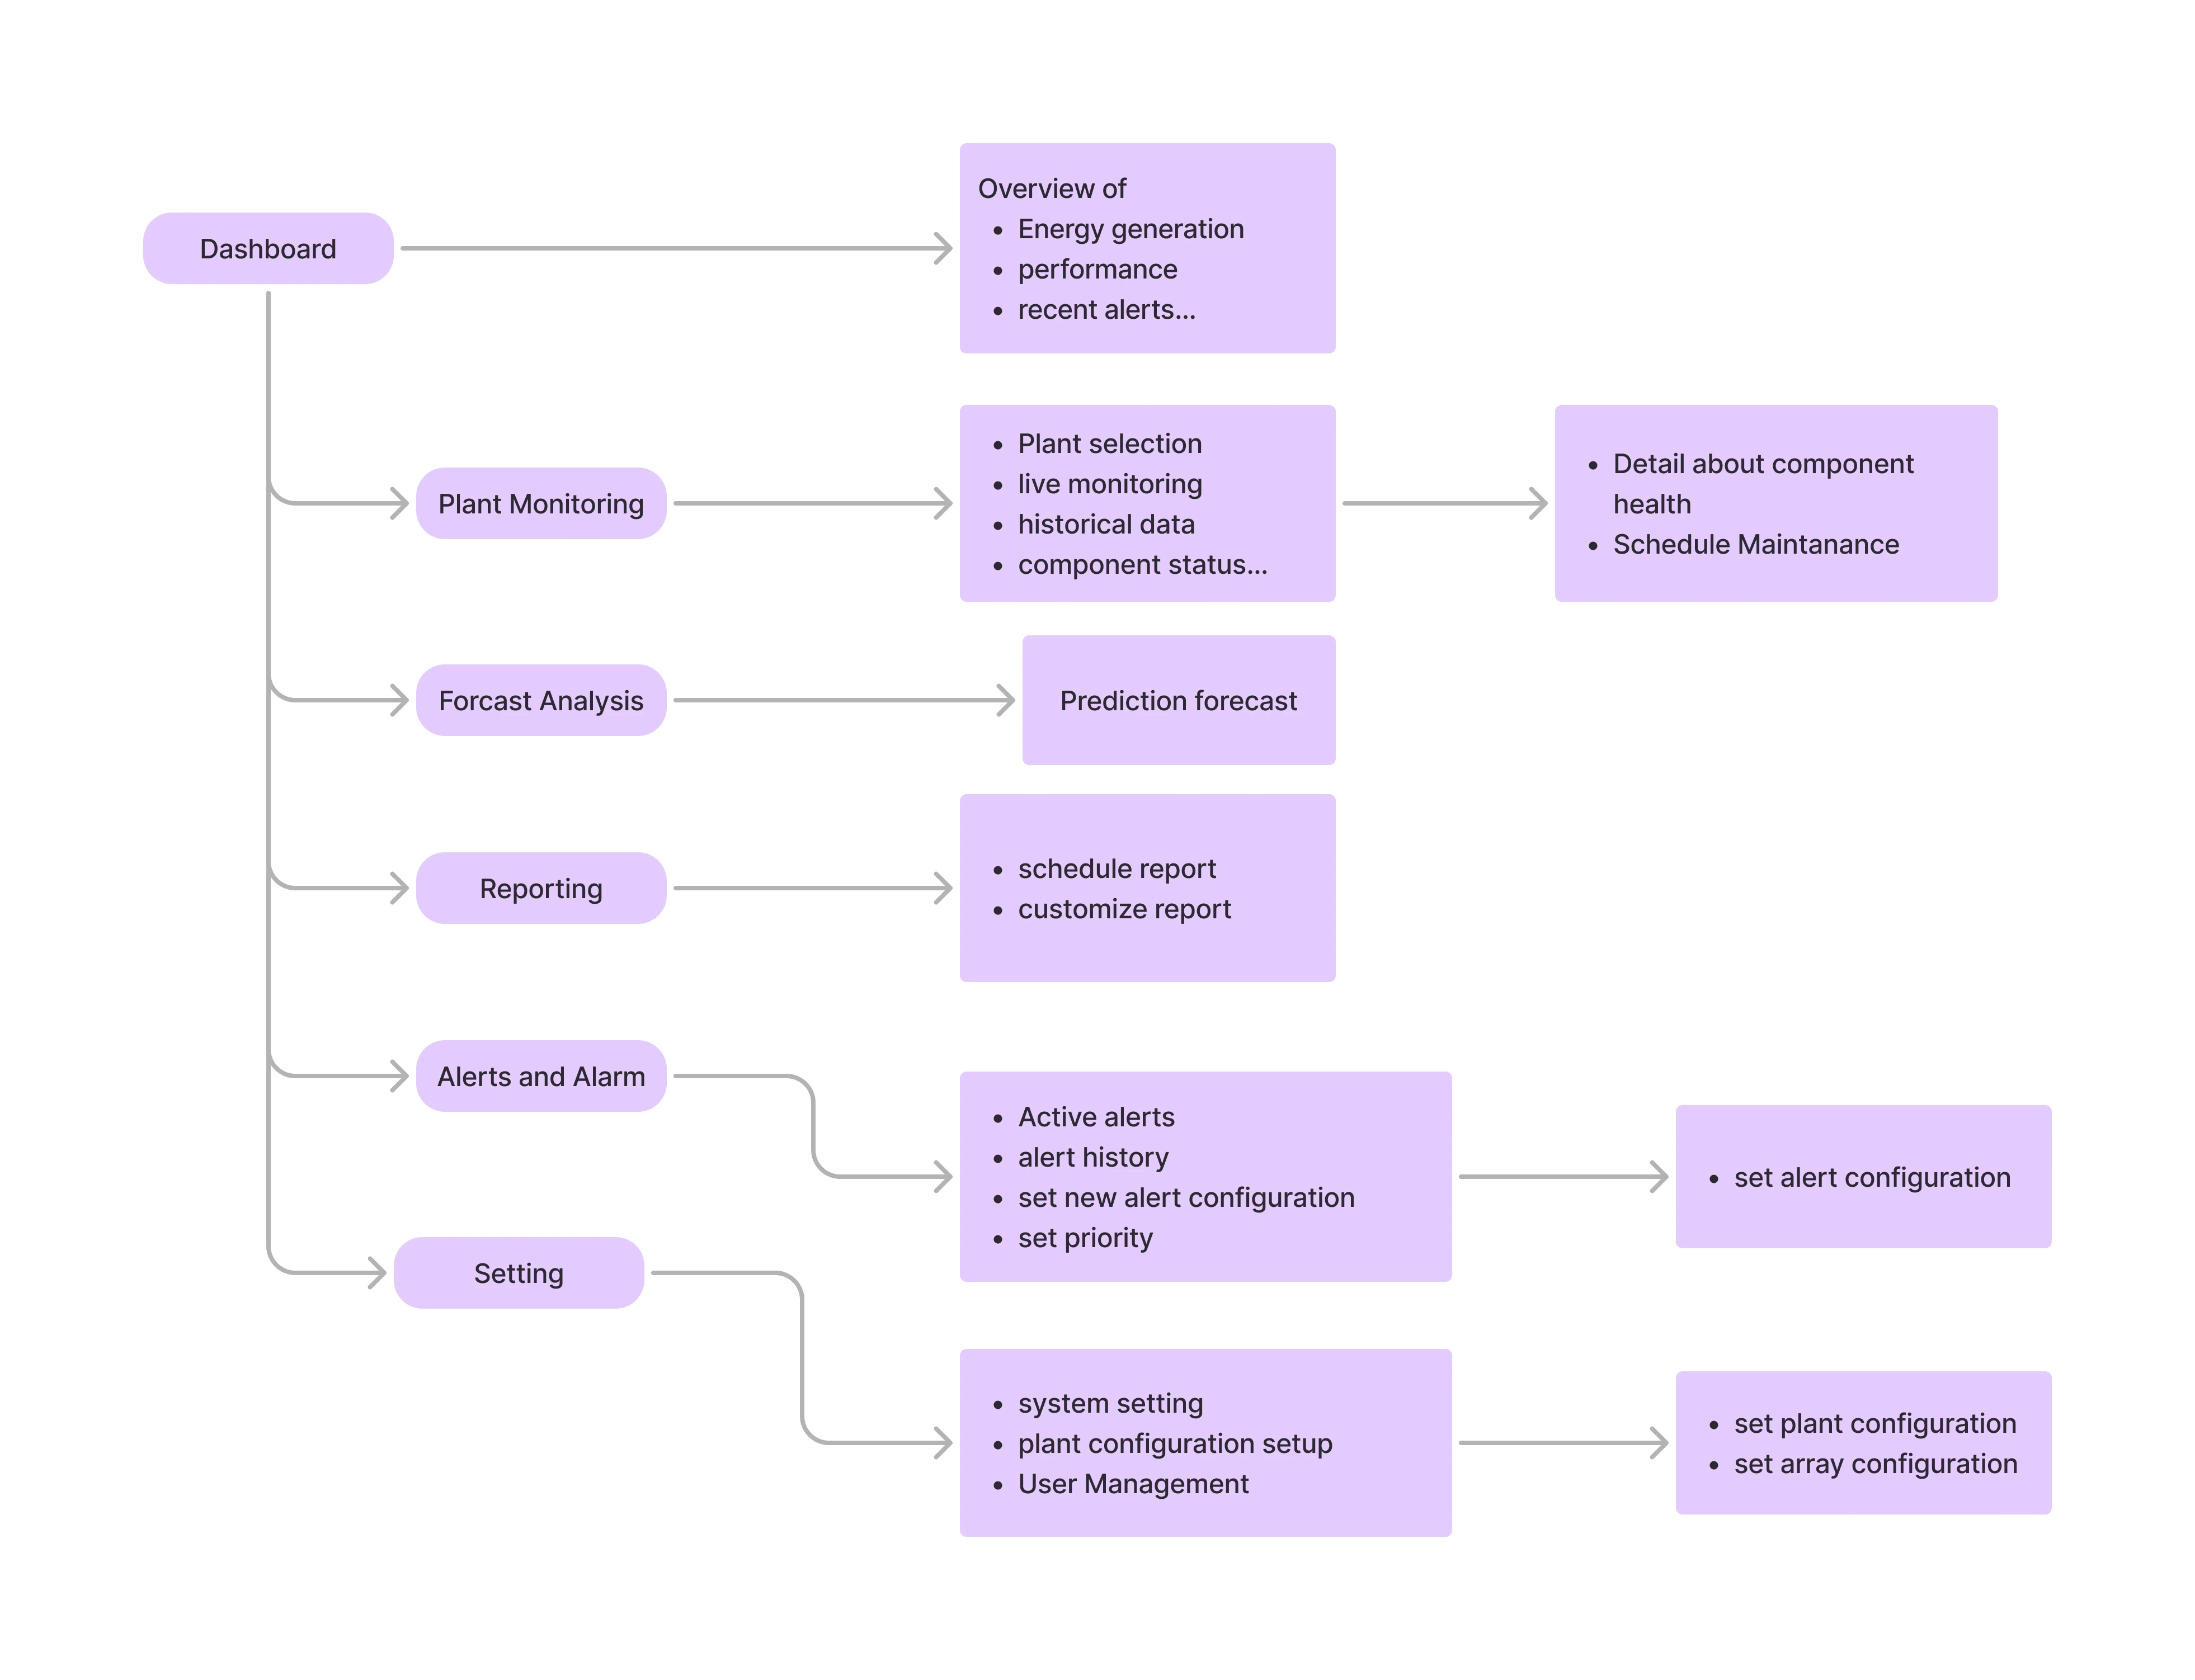 Dashboard
Overview of
• Energy generation
• performance
• recent alerts...
Plant Monitoring
• Plant selection
• live monitoring
• historical data
• component status...
• Detail about component
health
• Schedule Maintanance
Forcast Analysis
Prediction forecast
Reporting
• schedule report
• customize report
Alerts and Alarm
• Active alerts
• alert history
• set new alert configuration
• set priority
• set alert configuration
Setting
• system setting
• plant configuration setup
• User Management
• set plant configuration
• set array configuration